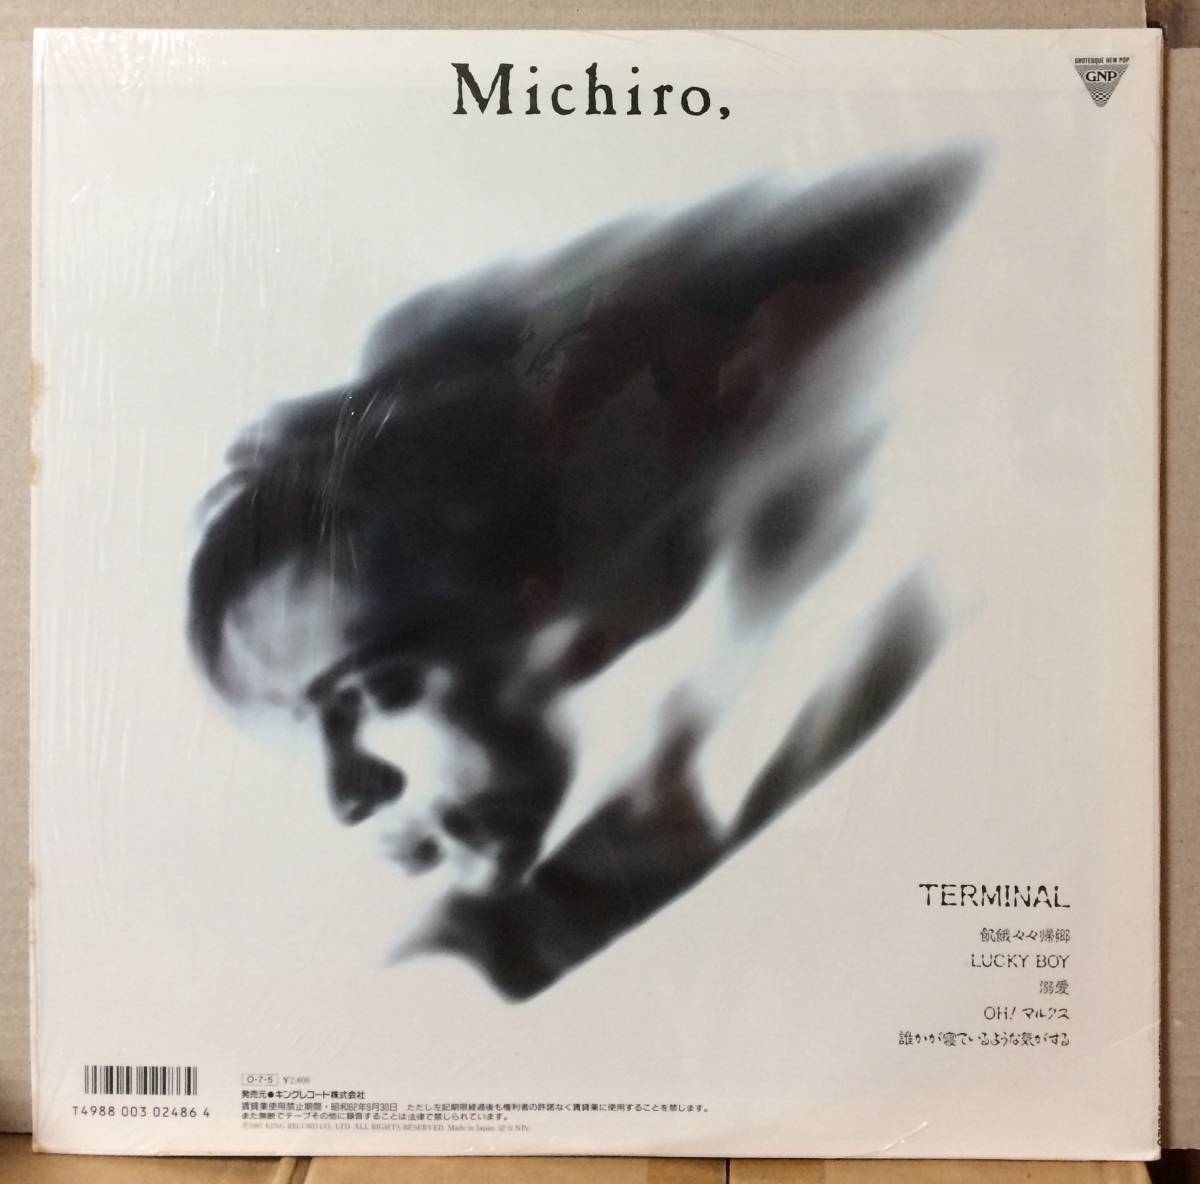 Michiro,
GROTESQUE NEW POP
GNP
TERMINAL
飢餓々々帰郷
LUCKY BOY
溺愛
OH! マルクス
誰かが寝ているような気がする
T4988 003 02486 4
O-7-5 ¥2,800
発売元●キングレコード株式会社
賃貸業使用禁止期間・昭和62年9月30日 ただし左記期限経過後も権利者の許諾なく賃貸業に使用することを禁じます。
また無断でテープその他に録音することは法律で禁じられています。
Ⓟ1987 KING RECORD CO., LTD. ALL RIGHTS RESERVED. Made in Japan